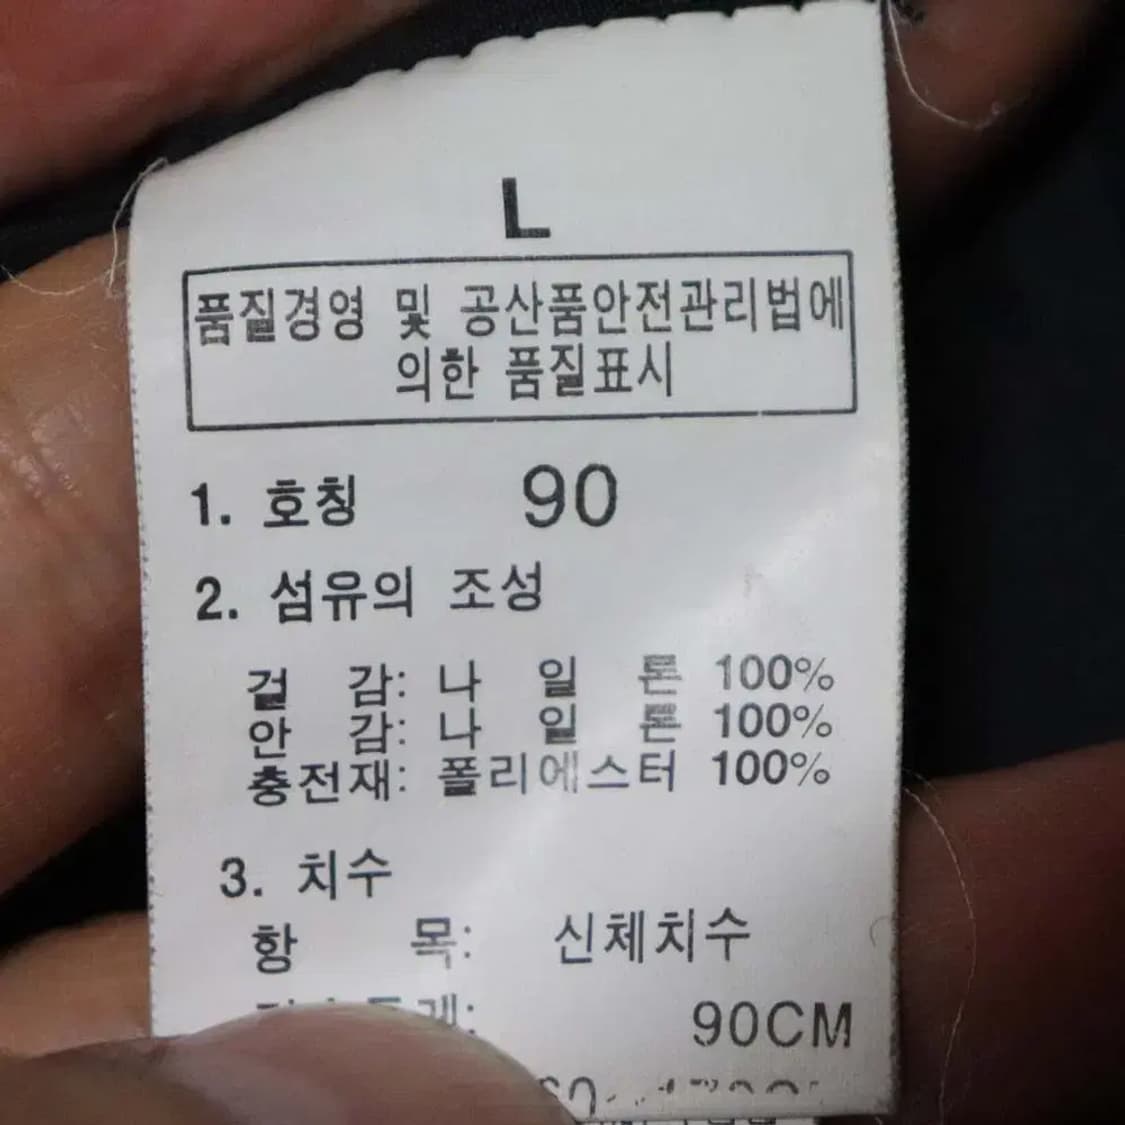 L
품질경영 및 공산품안전관리법에
의한 품질표시
1. 호칭 90
2. 섬유의 조성
겉 감: 나 일 론 100%
안 감: 나 일 론 100%
충전재: 폴리에스터 100%
3. 치수
항 목: 신체치수
90CM